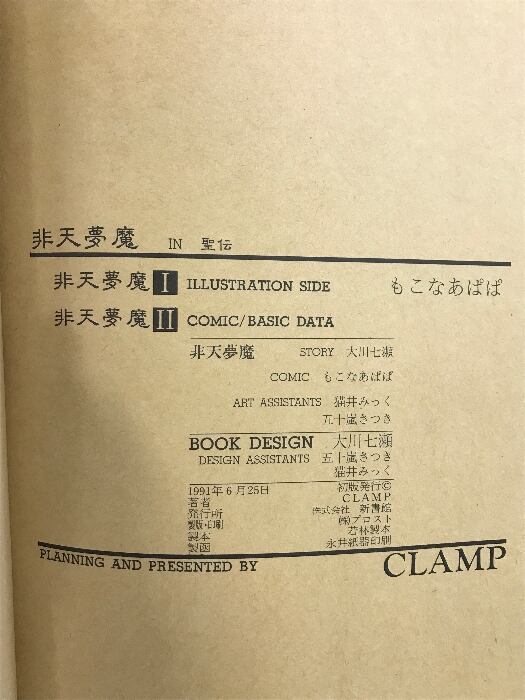 非天夢魔 IN 聖伝
非天夢魔 I ILLUSTRATION SIDE もこなあぱぱ
非天夢魔 II COMIC/BASIC DATA
非天夢魔 STORY 大川七瀬
COMIC もこなあぱぱ
ART ASSISTANTS 猫井みっく
五十嵐さつき
BOOK DESIGN 大川七瀬
DESIGN ASSISTANTS 五十嵐さつき
猫井みっく
1991年6月25日 初版発行©
著者 CLAMP
発行所 株式会社 新書館
製版・印刷 ㈱プロスト
製本 若林製本
製函 永井紙器印刷
PLANNING AND PRESENTED BY CLAMP